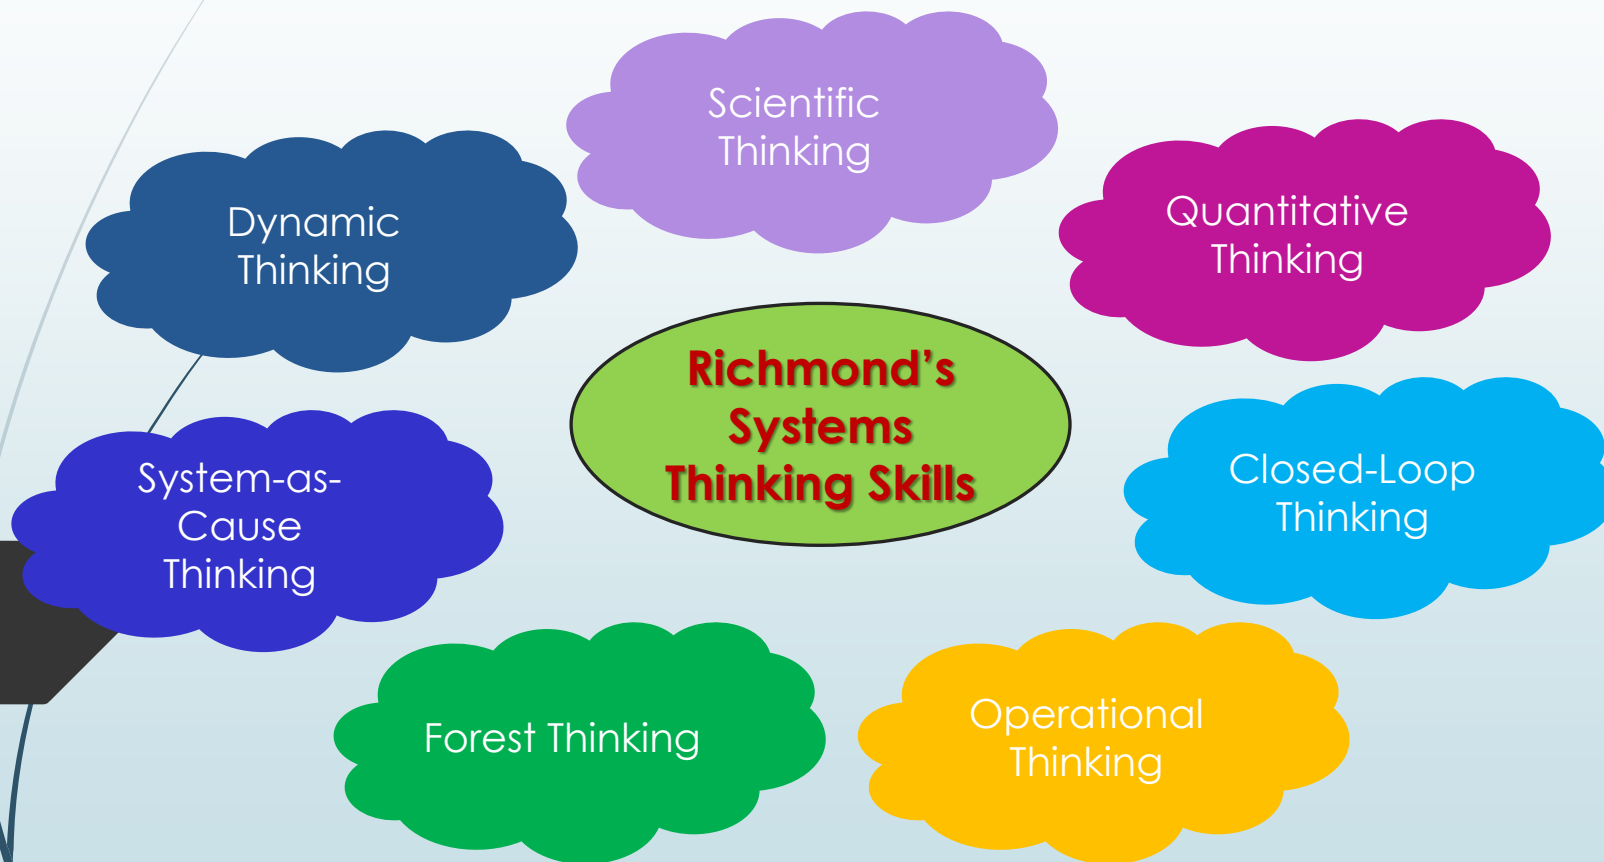 Scientific
Thinking
Dynamic
Thinking
Quantitative
Thinking
Richmond’s
Systems
Thinking Skills
System-as-
Cause
Thinking
Closed-Loop
Thinking
Forest Thinking
Operational
Thinking